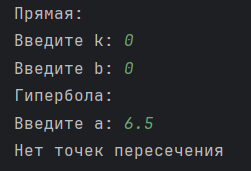 Прямая:
Введите k: 0
Введите b: 0
Гипербола:
Введите a: 6.5
Нет точек пересечения